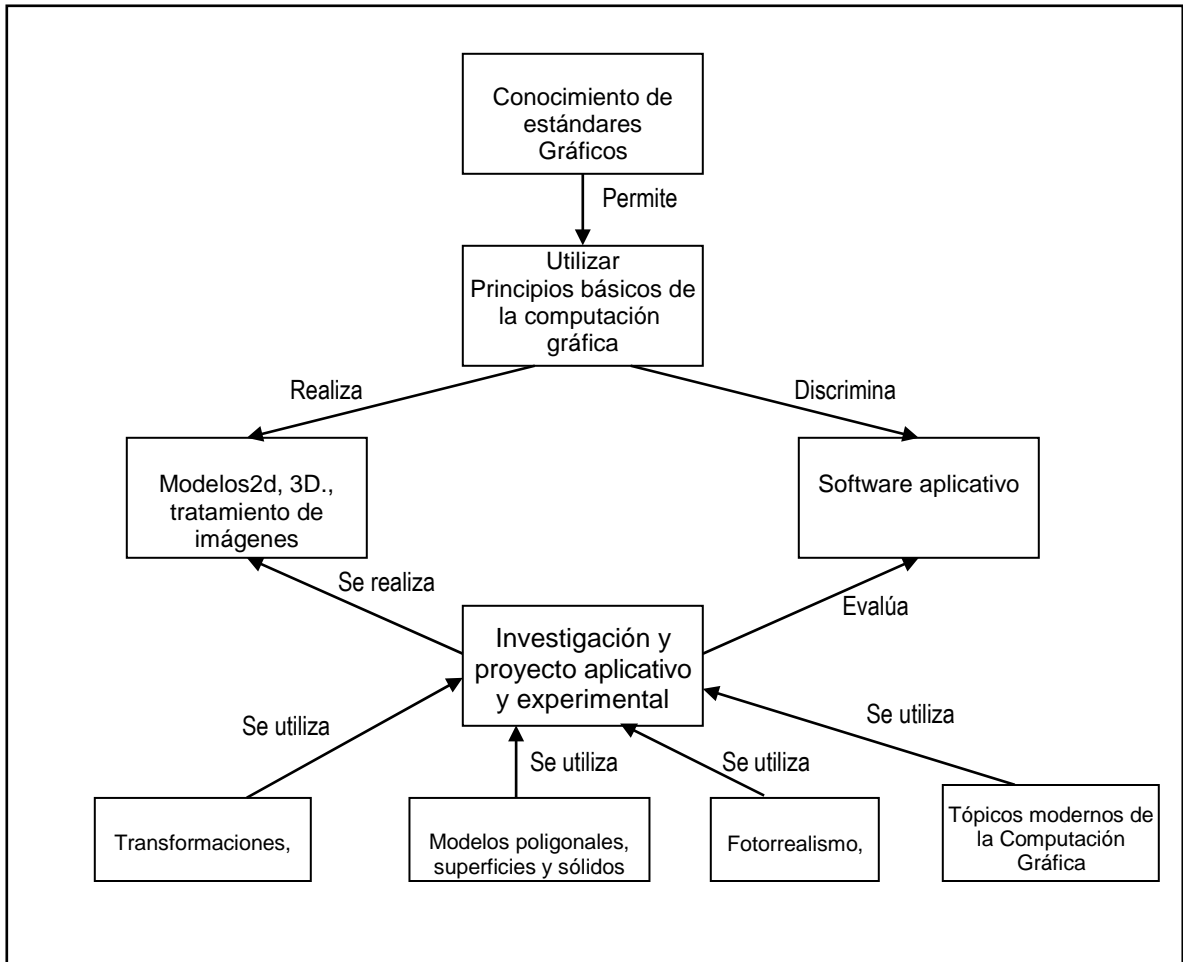 Conocimiento de
estándares
Gráficos
Permite
Utilizar
Principios básicos de
la computación
gráfica
Realiza
Discrimina
Modelos2d, 3D.,
tratamiento de
imágenes
Software aplicativo
Se realiza
Evalúa
Investigación y
proyecto aplicativo
y experimental
Se utiliza
Se utiliza
Se utiliza
Se utiliza
Transformaciones,
Modelos poligonales,
superficies y sólidos
Fotorrealismo,
Tópicos modernos de
la Computación
Gráfica